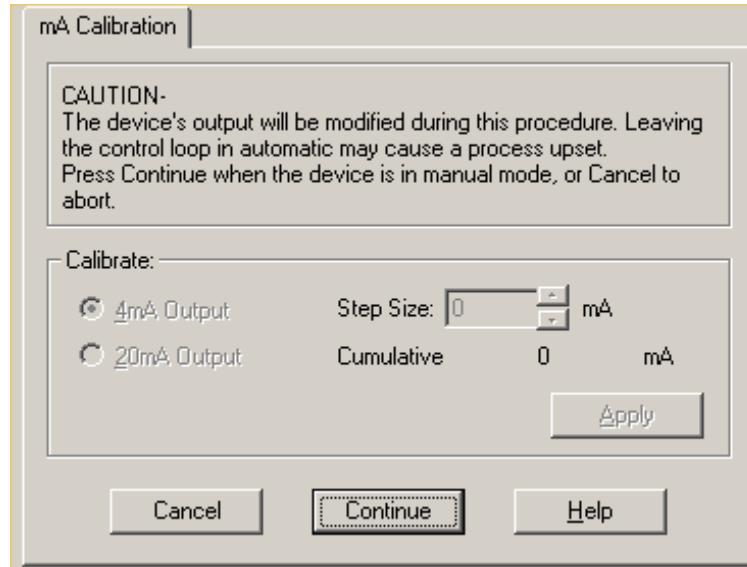 mA Calibration
CAUTION-
The device's output will be modified during this procedure. Leaving
the control loop in automatic may cause a process upset.
Press Continue when the device is in manual mode, or Cancel to
abort.
Calibrate:
4mA Output
Step Size: 0 mA
20mA Output
Cumulative 0 mA
Apply
Cancel
Continue
Help